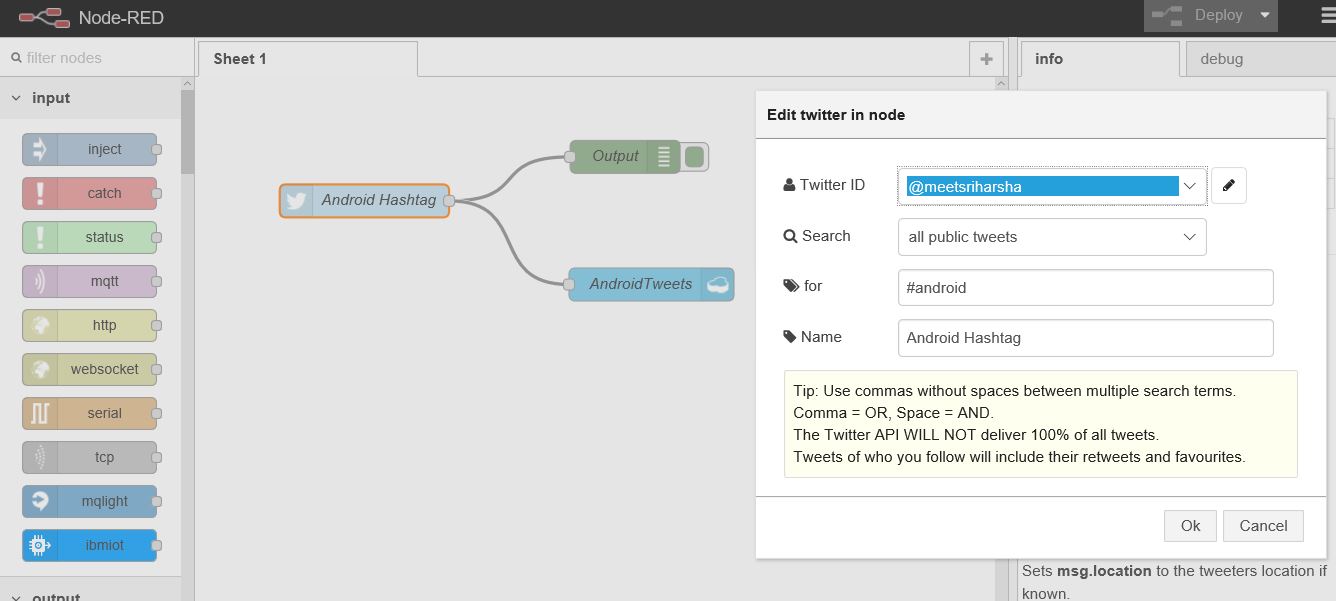 Node-RED
Deploy
filter nodes
Sheet 1
+
info
debug
input
inject
catch
status
mqtt
http
websocket
serial
tcp
mqlight
ibmiot
output
Android Hashtag
Output
AndroidTweets
Edit twitter in node
Twitter ID
@meetsriharsha
Search
all public tweets
for
#android
Name
Android Hashtag
Tip: Use commas without spaces between multiple search terms.
Comma = OR, Space = AND.
The Twitter API WILL NOT deliver 100% of all tweets.
Tweets of who you follow will include their retweets and favourites.
Ok
Cancel
Sets msg.location to the tweeters location if
known.